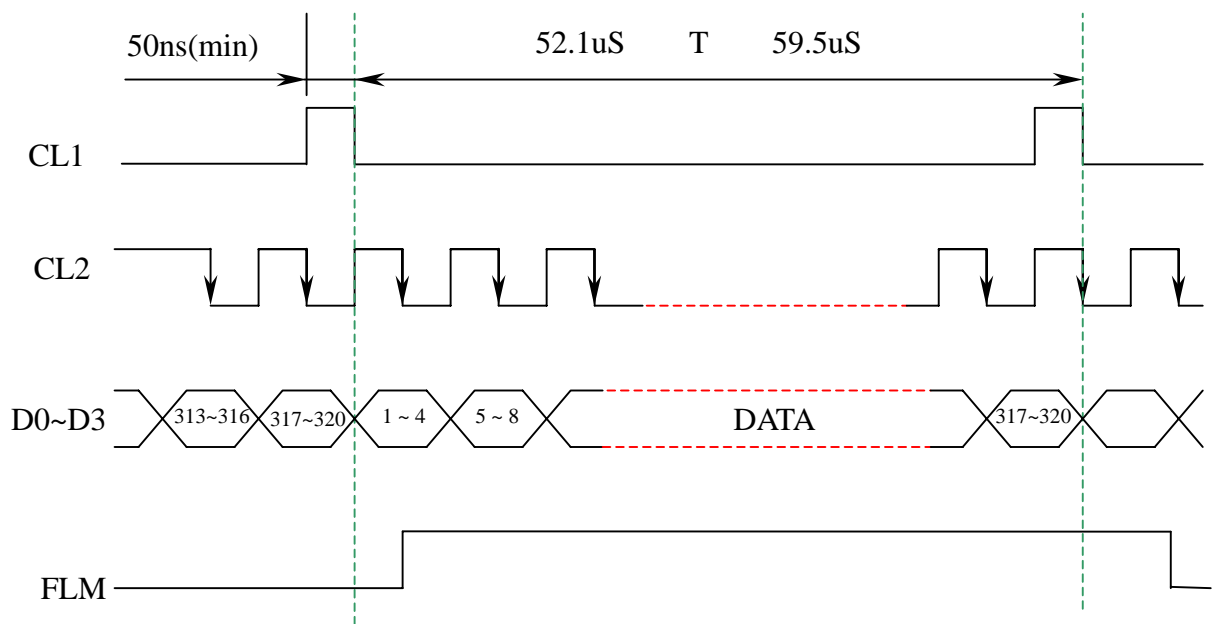 50ns(min) 52.1uS T 59.5uS
CL1
CL2
D0~D3 313~316 317~320 1 ~ 4 5 ~ 8 DATA 317~320
FLM